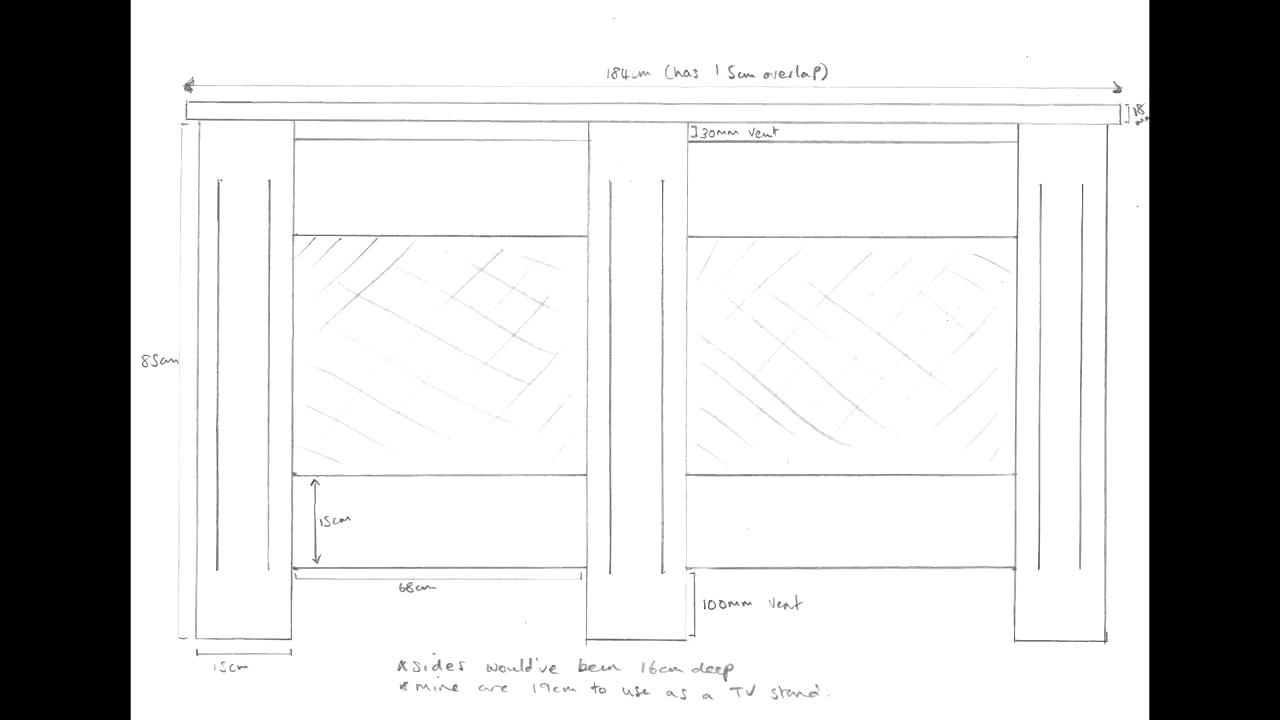 184cm (has 1.5cm overlap)
18
30mm vent
85cm
15cm
68cm
100mm vent
15cm
*sides would've been 16cm deep
*mine are 19cm to use as a TV stand.